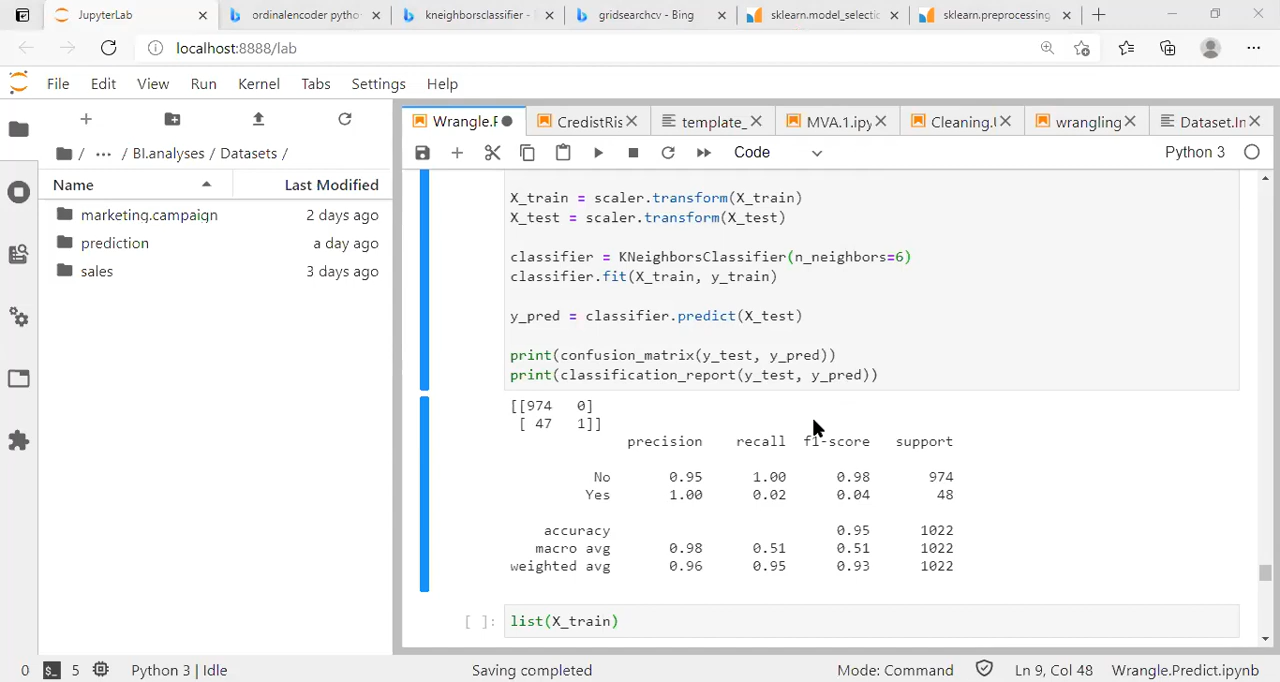 JupyterLab
ordinalencoder pytho
kneighborsclassifier -
gridsearchcv - Bing
sklearn.model_selectio
sklearn.preprocessing
localhost:8888/lab
File Edit View Run Kernel Tabs Settings Help
Wrangle.F
CredistRis
template_
MVA.1.ipy
Cleaning.
wrangling
Dataset.In
/ ··· / BI.analyses / Datasets /
Code
Python 3
Name Last Modified
marketing.campaign 2 days ago
prediction a day ago
sales 3 days ago
X_train = scaler.transform(X_train)
X_test = scaler.transform(X_test)
classifier = KNeighborsClassifier(n_neighbors=6)
classifier.fit(X_train, y_train)
y_pred = classifier.predict(X_test)
print(confusion_matrix(y_test, y_pred))
print(classification_report(y_test, y_pred))
[[974 0]
[ 47 1]]
precision recall f1-score support
No 0.95 1.00 0.98 974
Yes 1.00 0.02 0.04 48
accuracy 0.95 1022
macro avg 0.98 0.51 0.51 1022
weighted avg 0.96 0.95 0.93 1022
[ ]: list(X_train)
0 $_ 5 Python 3 | Idle Saving completed Mode: Command Ln 9, Col 48 Wrangle.Predict.ipynb